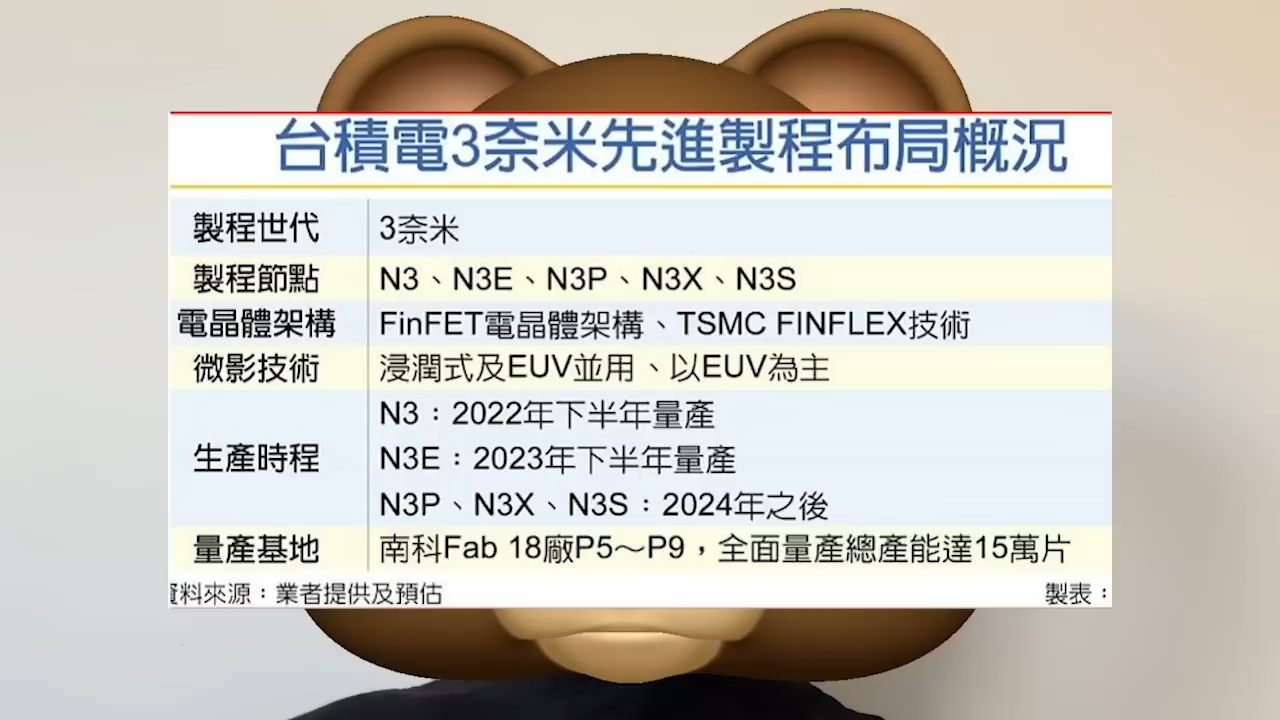 台積電3奈米先進製程布局概況
製程世代 3奈米
製程節點 N3、N3E、N3P、N3X、N3S
電晶體架構 FinFET電晶體架構、TSMC FINFLEX技術
微影技術 浸潤式及EUV並用、以EUV為主
生產時程 N3：2022年下半年量產
N3E：2023年下半年量產
N3P、N3X、N3S：2024年之後
量產基地 南科Fab 18廠P5～P9，全面量產總產能達15萬片
資料來源：業者提供及預估 製表：